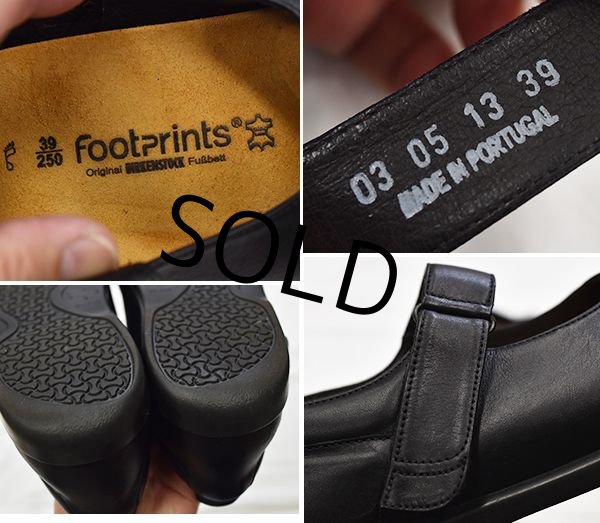 39
250
footprints®
Original BIRKENSTOCK Fußbett
03 05 13 39
MADE IN PORTUGAL
SOLD